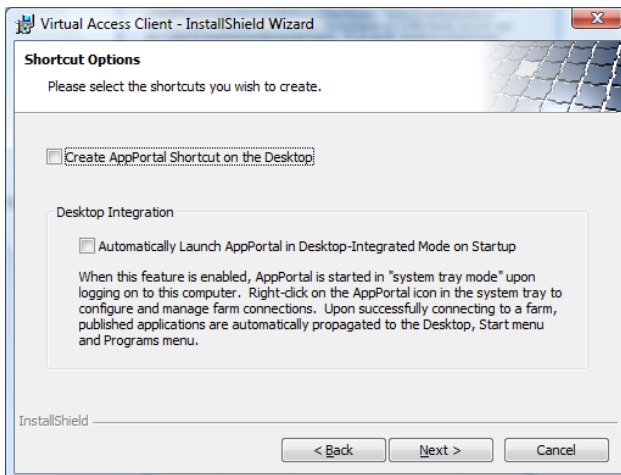 Virtual Access Client - InstallShield Wizard
Shortcut Options
Please select the shortcuts you wish to create.
Create AppPortal Shortcut on the Desktop
Desktop Integration
Automatically Launch AppPortal in Desktop-Integrated Mode on Startup
When this feature is enabled, AppPortal is started in "system tray mode" upon
logging on to this computer. Right-click on the AppPortal icon in the system tray to
configure and manage farm connections. Upon successfully connecting to a farm,
published applications are automatically propagated to the Desktop, Start menu
and Programs menu.
InstallShield
< Back
Next >
Cancel